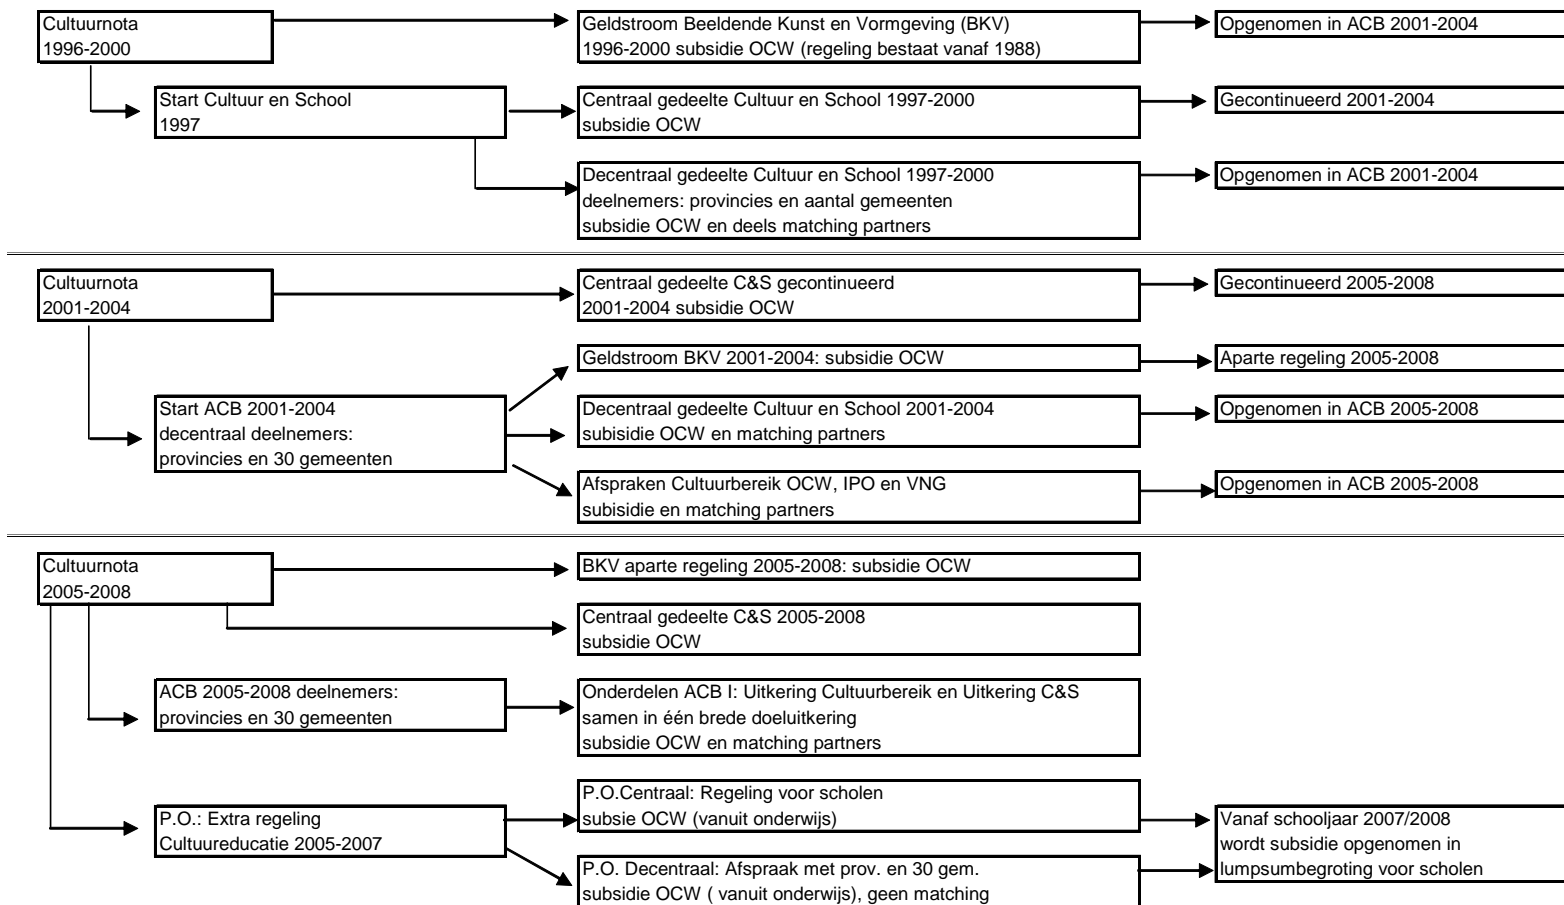 Cultuurnota
1996-2000
Geldstroom Beeldende Kunst en Vormgeving (BKV)
1996-2000 subsidie OCW (regeling bestaat vanaf 1988)
Opgenomen in ACB 2001-2004
Start Cultuur en School
1997
Centraal gedeelte Cultuur en School 1997-2000
subsidie OCW
Gecontinueerd 2001-2004
Decentraal gedeelte Cultuur en School 1997-2000
deelnemers: provincies en aantal gemeenten
subsidie OCW en deels matching partners
Opgenomen in ACB 2001-2004
Cultuurnota
2001-2004
Centraal gedeelte C&S gecontinueerd
2001-2004 subsidie OCW
Gecontinueerd 2005-2008
Geldstroom BKV 2001-2004: subsidie OCW
Aparte regeling 2005-2008
Start ACB 2001-2004
decentraal deelnemers:
provincies en 30 gemeenten
Decentraal gedeelte Cultuur en School 2001-2004
subisidie OCW en matching partners
Opgenomen in ACB 2005-2008
Afspraken Cultuurbereik OCW, IPO en VNG
subisidie en matching partners
Opgenomen in ACB 2005-2008
Cultuurnota
2005-2008
BKV aparte regeling 2005-2008: subsidie OCW
Centraal gedeelte C&S 2005-2008
subsidie OCW
ACB 2005-2008 deelnemers:
provincies en 30 gemeenten
Onderdelen ACB I: Uitkering Cultuurbereik en Uitkering C&S
samen in één brede doeluitkering
subsidie OCW en matching partners
P.O.: Extra regeling
Cultuureducatie 2005-2007
P.O.Centraal: Regeling voor scholen
subsie OCW (vanuit onderwijs)
P.O. Decentraal: Afspraak met prov. en 30 gem.
subsidie OCW ( vanuit onderwijs), geen matching
Vanaf schooljaar 2007/2008
wordt subsidie opgenomen in
lumpsumbegroting voor scholen